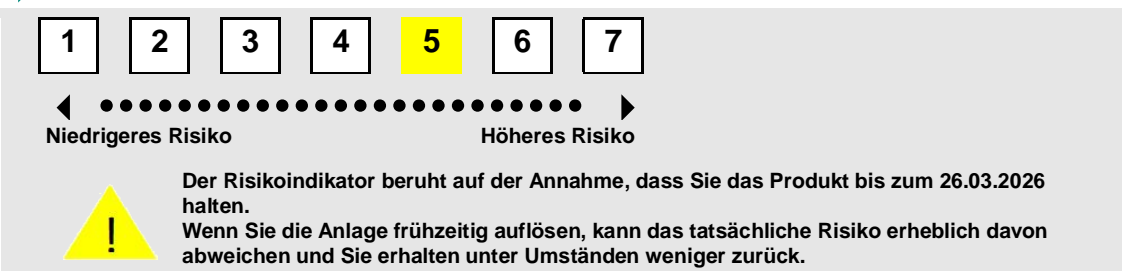 1 2 3 4 5 6 7
Niedrigeres Risiko Höheres Risiko
Der Risikoindikator beruht auf der Annahme, dass Sie das Produkt bis zum 26.03.2026
halten.
!
Wenn Sie die Anlage frühzeitig auflösen, kann das tatsächliche Risiko erheblich davon
abweichen und Sie erhalten unter Umständen weniger zurück.